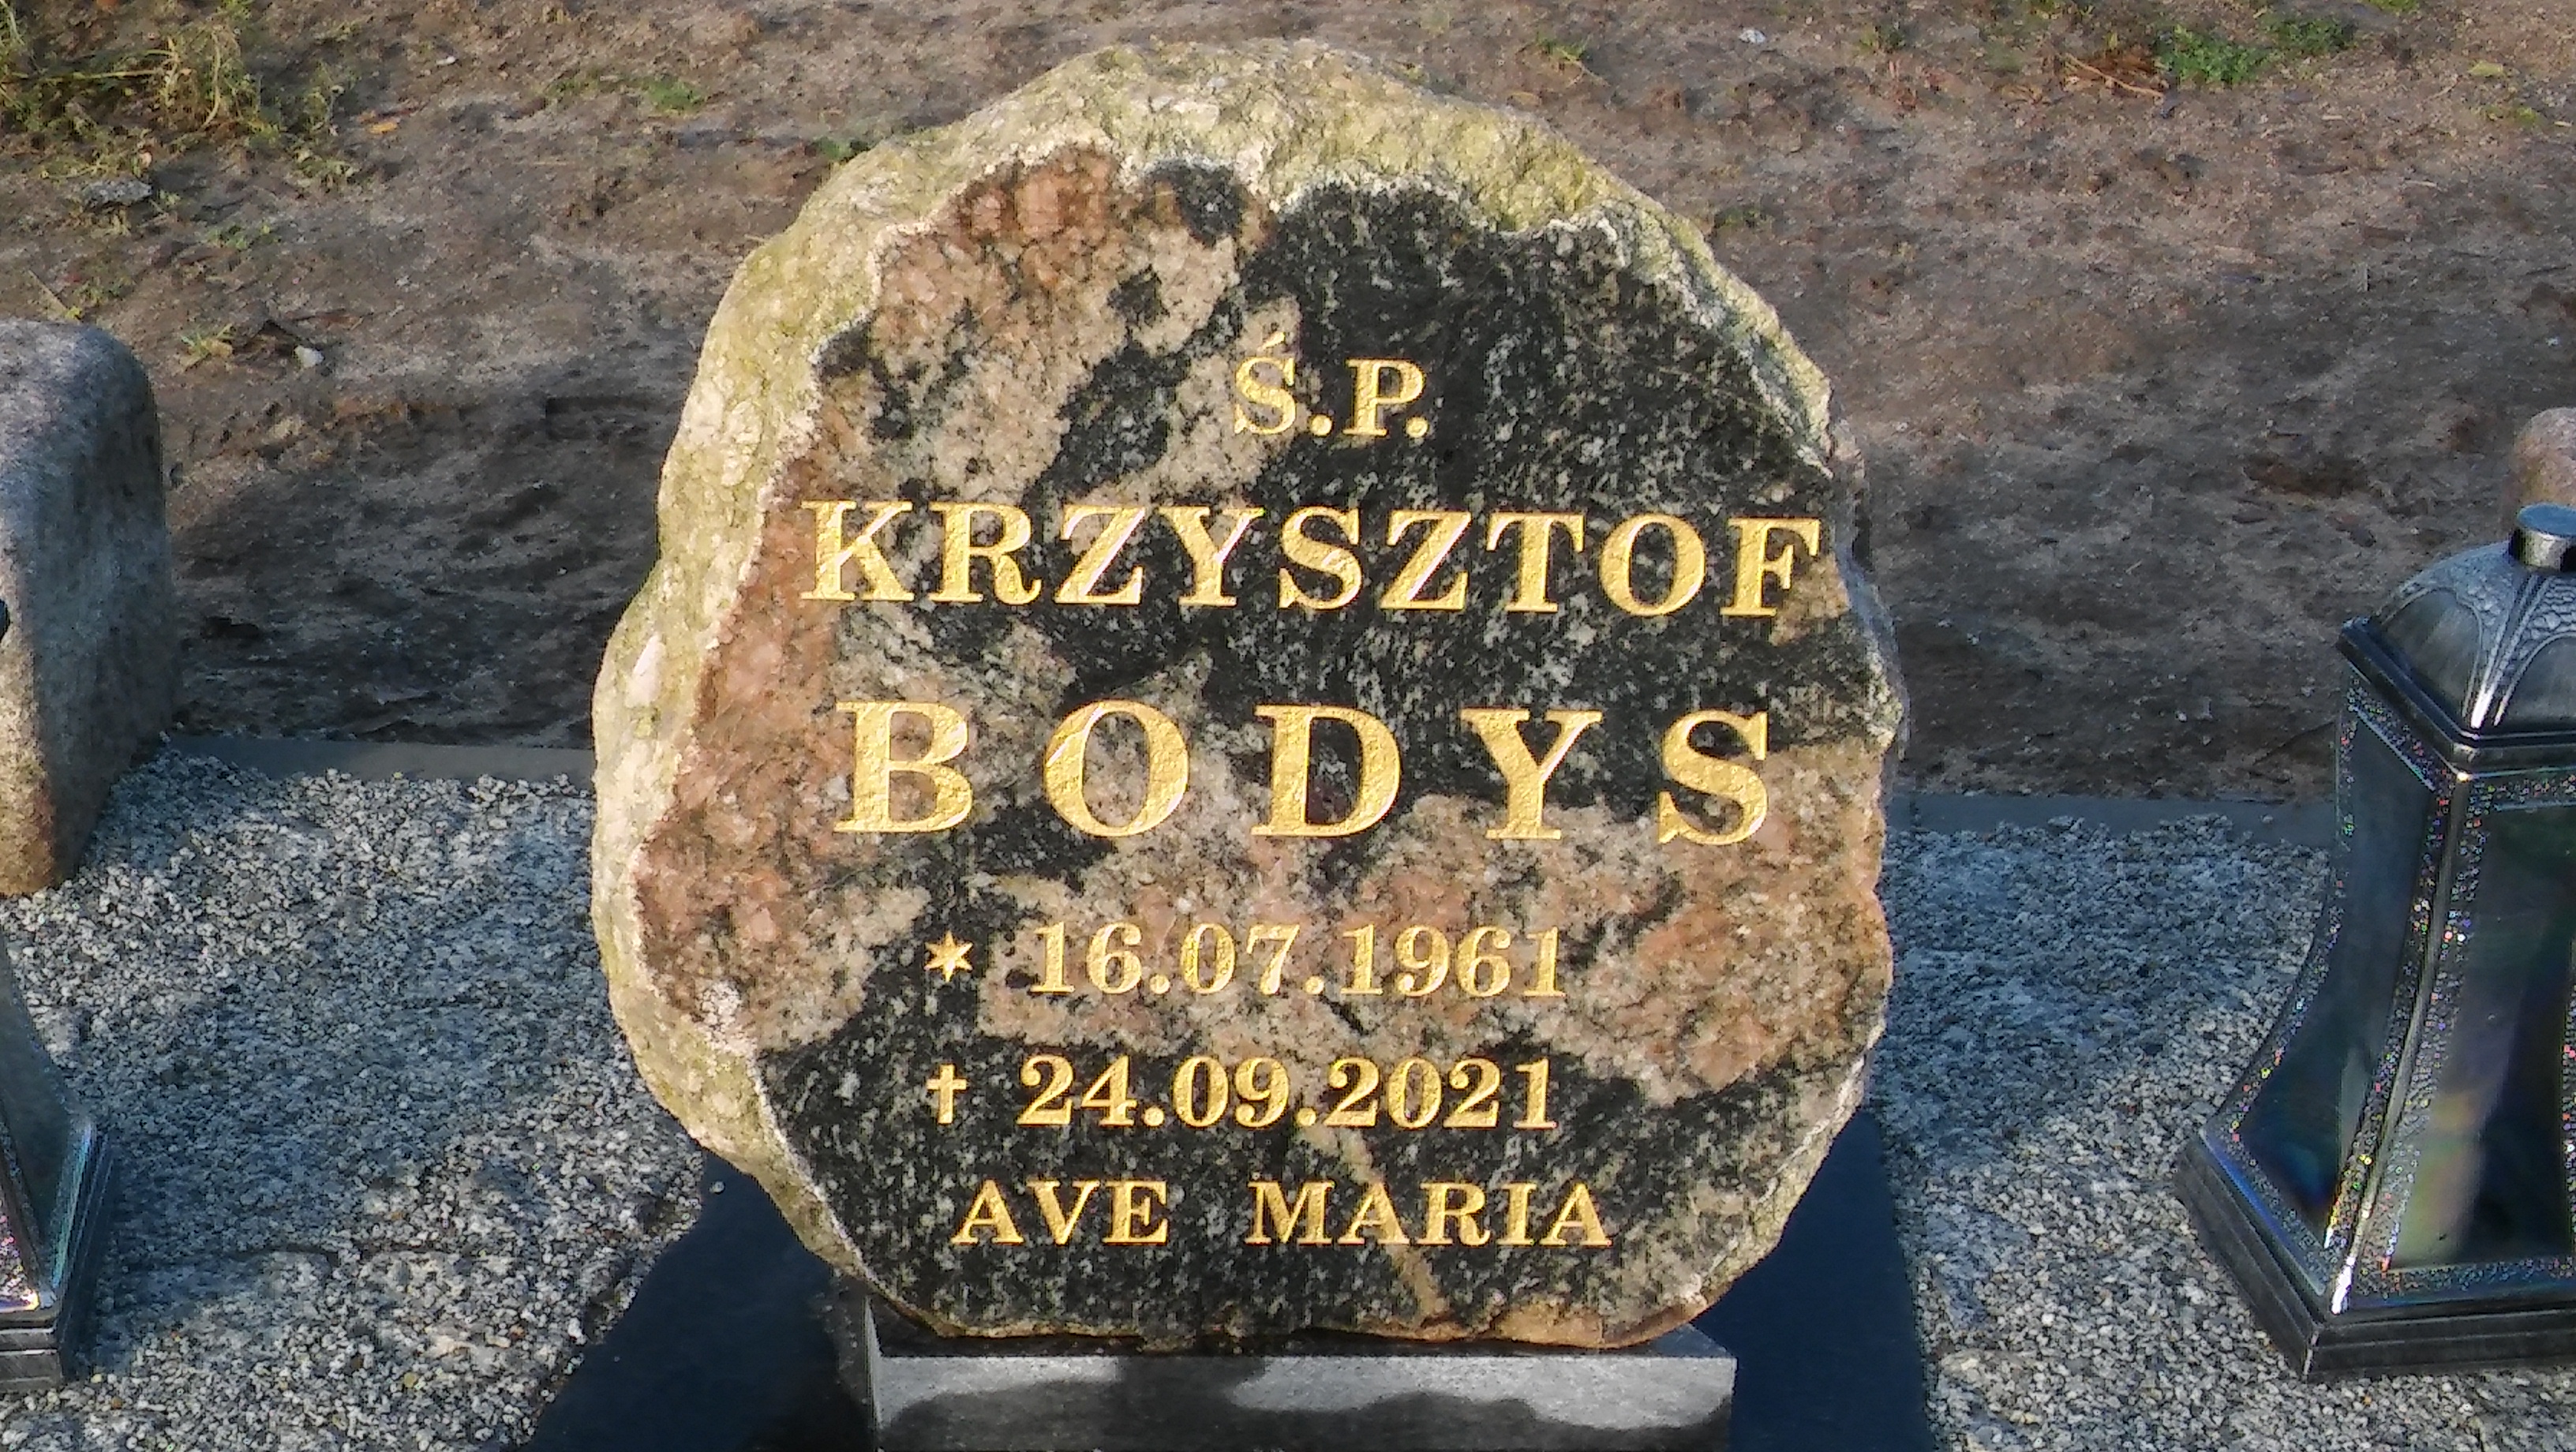 Ś.P.
KRZYSZTOF
BODYS
* 16.07.1961
✝ 24.09.2021
AVE MARIA